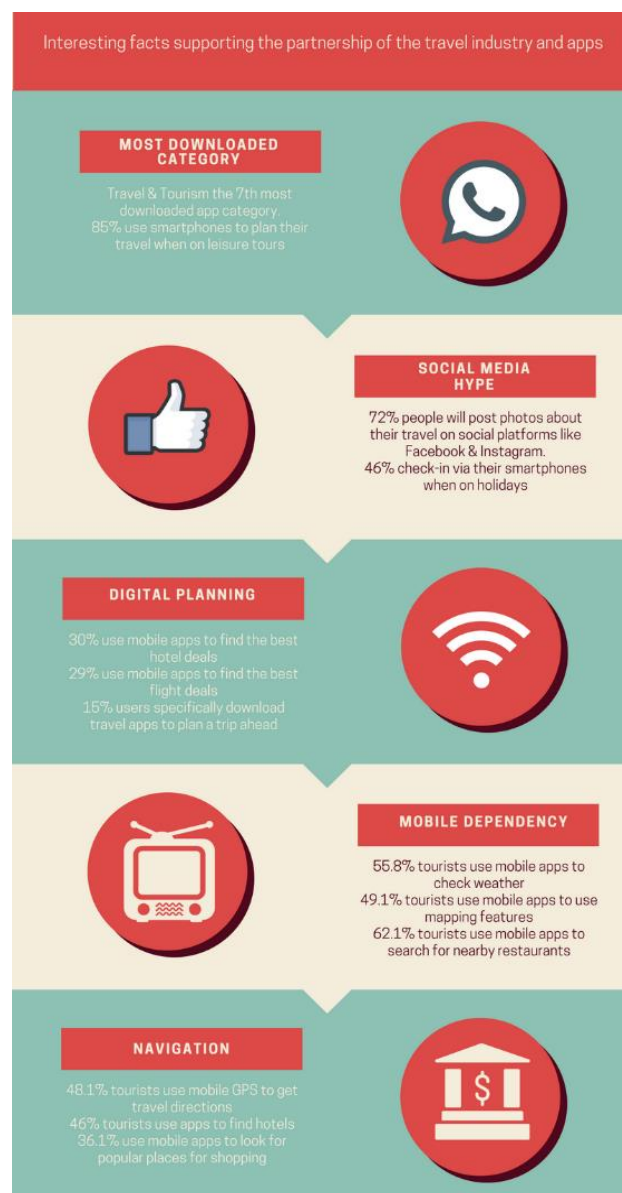 Interesting facts supporting the partnership of the travel industry and apps
MOST DOWNLOADED
CATEGORY
Travel & Tourism the 7th most
downloaded app category.
85% use smartphones to plan their
travel when on leisure tours
SOCIAL MEDIA
HYPE
72% people will post photos about
their travel on social platforms like
Facebook & Instagram.
46% check-in via their smartphones
when on holidays
DIGITAL PLANNING
30% use mobile apps to find the best
hotel deals
29% use mobile apps to find the best
flight deals
15% users specifically download
travel apps to plan a trip ahead
MOBILE DEPENDENCY
55.8% tourists use mobile apps to
check weather
49.1% tourists use mobile apps to use
mapping features
62.1% tourists use mobile apps to
search for nearby restaurants
NAVIGATION
48.1% tourists use mobile GPS to get
travel directions
46% tourists use apps to find hotels
36.1% use mobile apps to look for
popular places for shopping
$